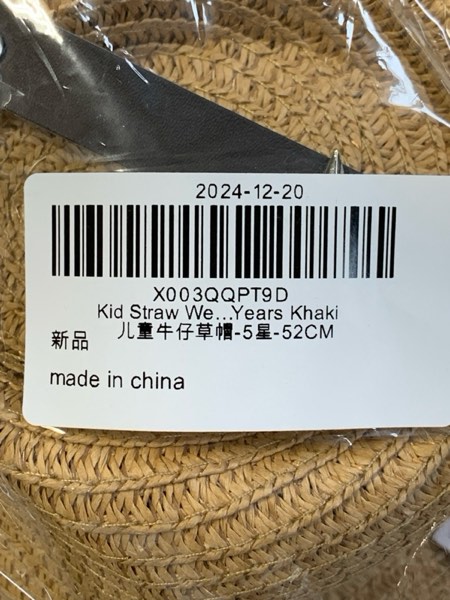 2024-12-20
X003QQPT9D
Kid Straw We...Years Khaki
儿童牛仔草帽-5星-52CM
新品
made in china